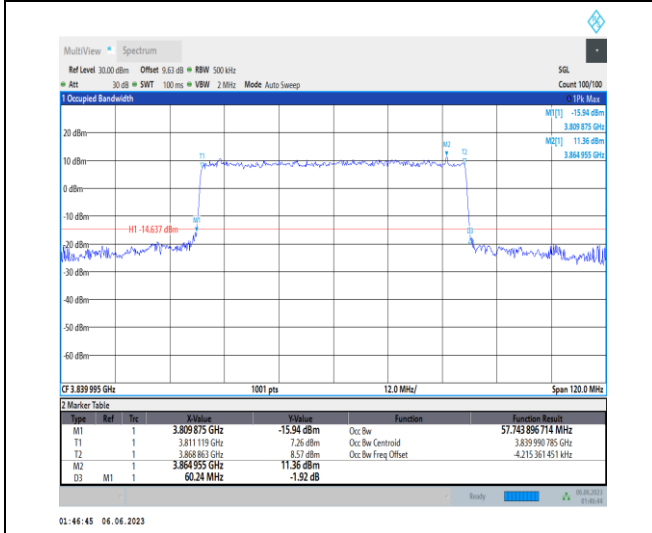 MultiView Spectrum
Ref Level 30.00 dBm Offset 9.63 dB RBW 500 kHz SGL
Att 30 dB SWT 100 ms VBW 2 MHz Mode Auto Sweep Count 100/100
1 Occupied Bandwidth 1Pk Max
M1[1] -15.94 dBm
3.809 875 GHz
M2[1] 11.36 dBm
3.864 955 GHz
20 dBm
M2
T1
T2
10 dBm
0 dBm
-10 dBm
M1
H1 -14.637 dBm
D3
-20 dBm
-30 dBm
-40 dBm
-50 dBm
-60 dBm
CF 3.839 995 GHz 1001 pts 12.0 MHz/ Span 120.0 MHz
2 Marker Table
Type Ref Trc X-Value Y-Value Function Function Result
M1 1 3.809 875 GHz -15.94 dBm Occ Bw 57.743 896 714 MHz
T1 1 3.811 119 GHz 7.26 dBm Occ Bw Centroid 3.839 990 785 GHz
T2 1 3.868 863 GHz 8.57 dBm Occ Bw Freq Offset -4.215 361 451 kHz
M2 1 3.864 955 GHz 11.36 dBm
D3 M1 1 60.24 MHz -1.92 dB
Ready 06.06.2023
01:46:44
01:46:45 06.06.2023